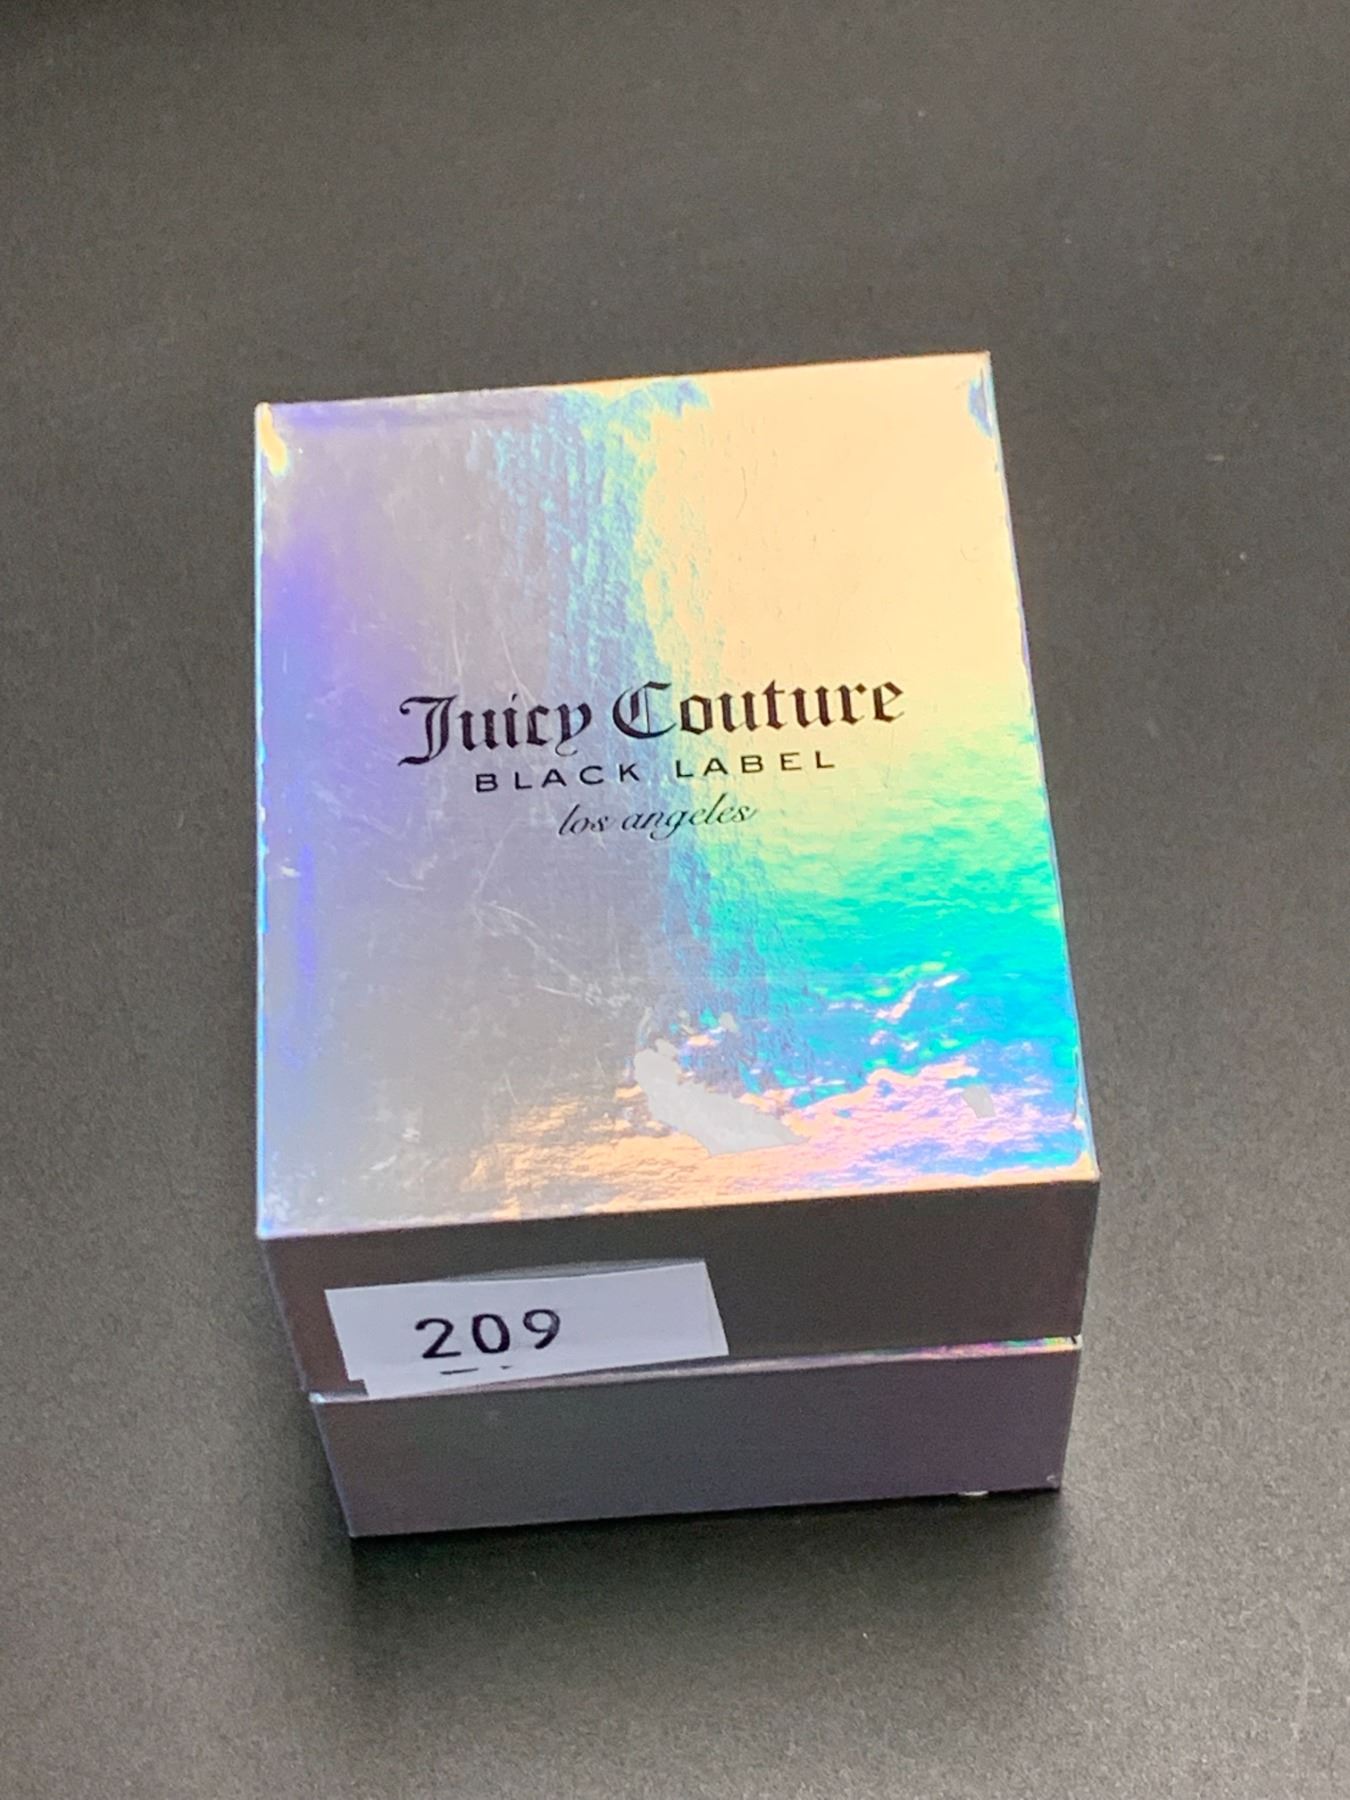 Juicy Couture
BLACK LABEL
los angeles
209